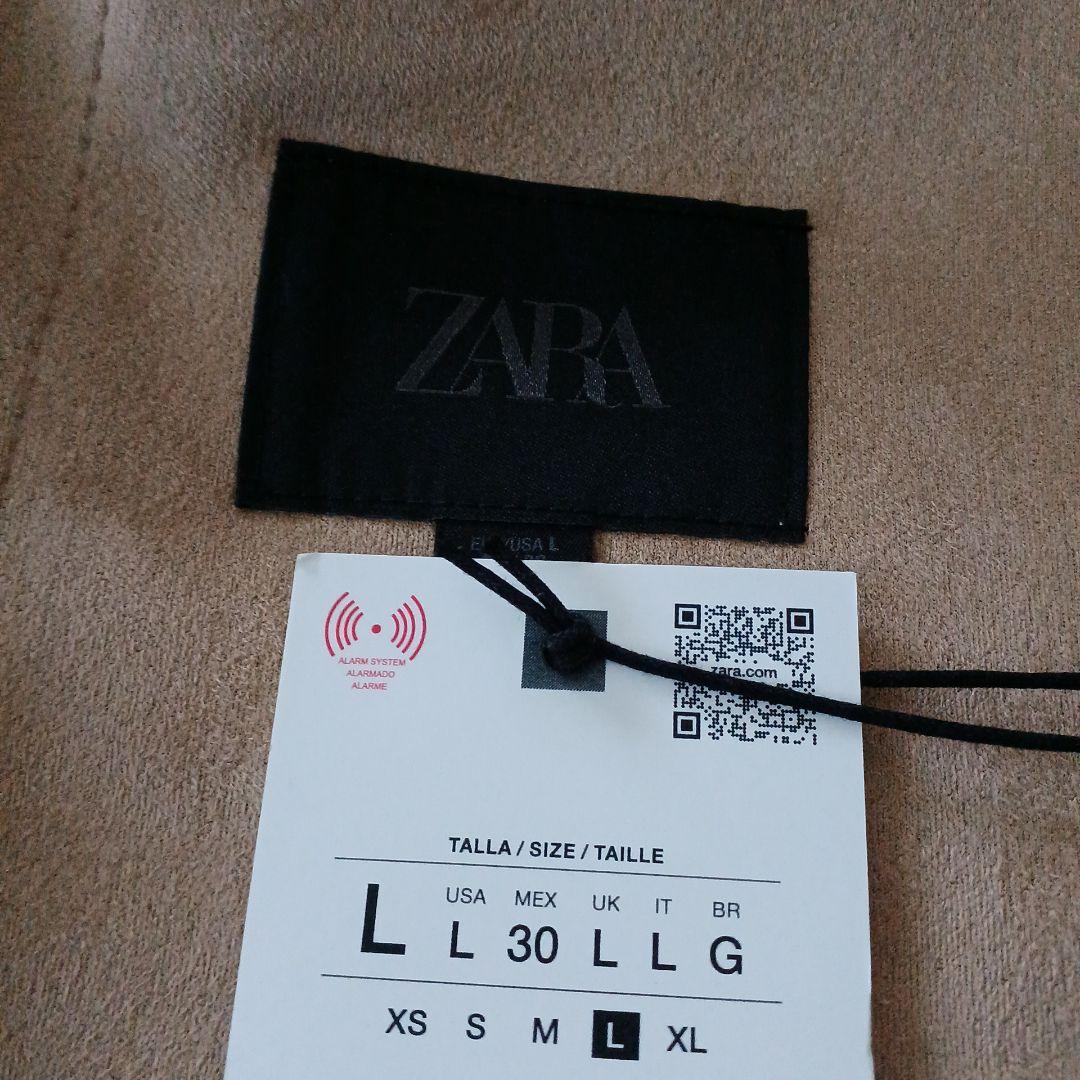 ZARA
USA L
ALARM SYSTEM
ALARMADO
ALARME
zara.com
TALLA / SIZE / TAILLE
USA MEX UK IT BR
L L 30 L L G
XS S M L XL